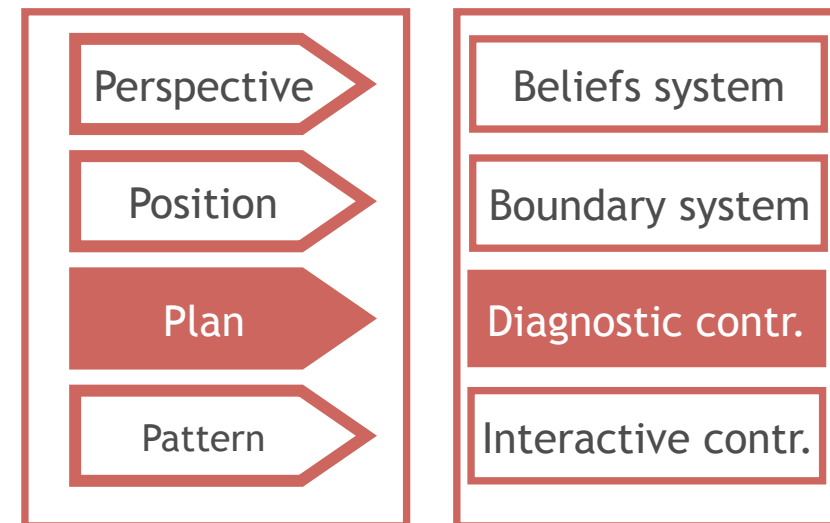 Perspective
Beliefs system
Position
Boundary system
Plan
Diagnostic contr.
Pattern
Interactive contr.